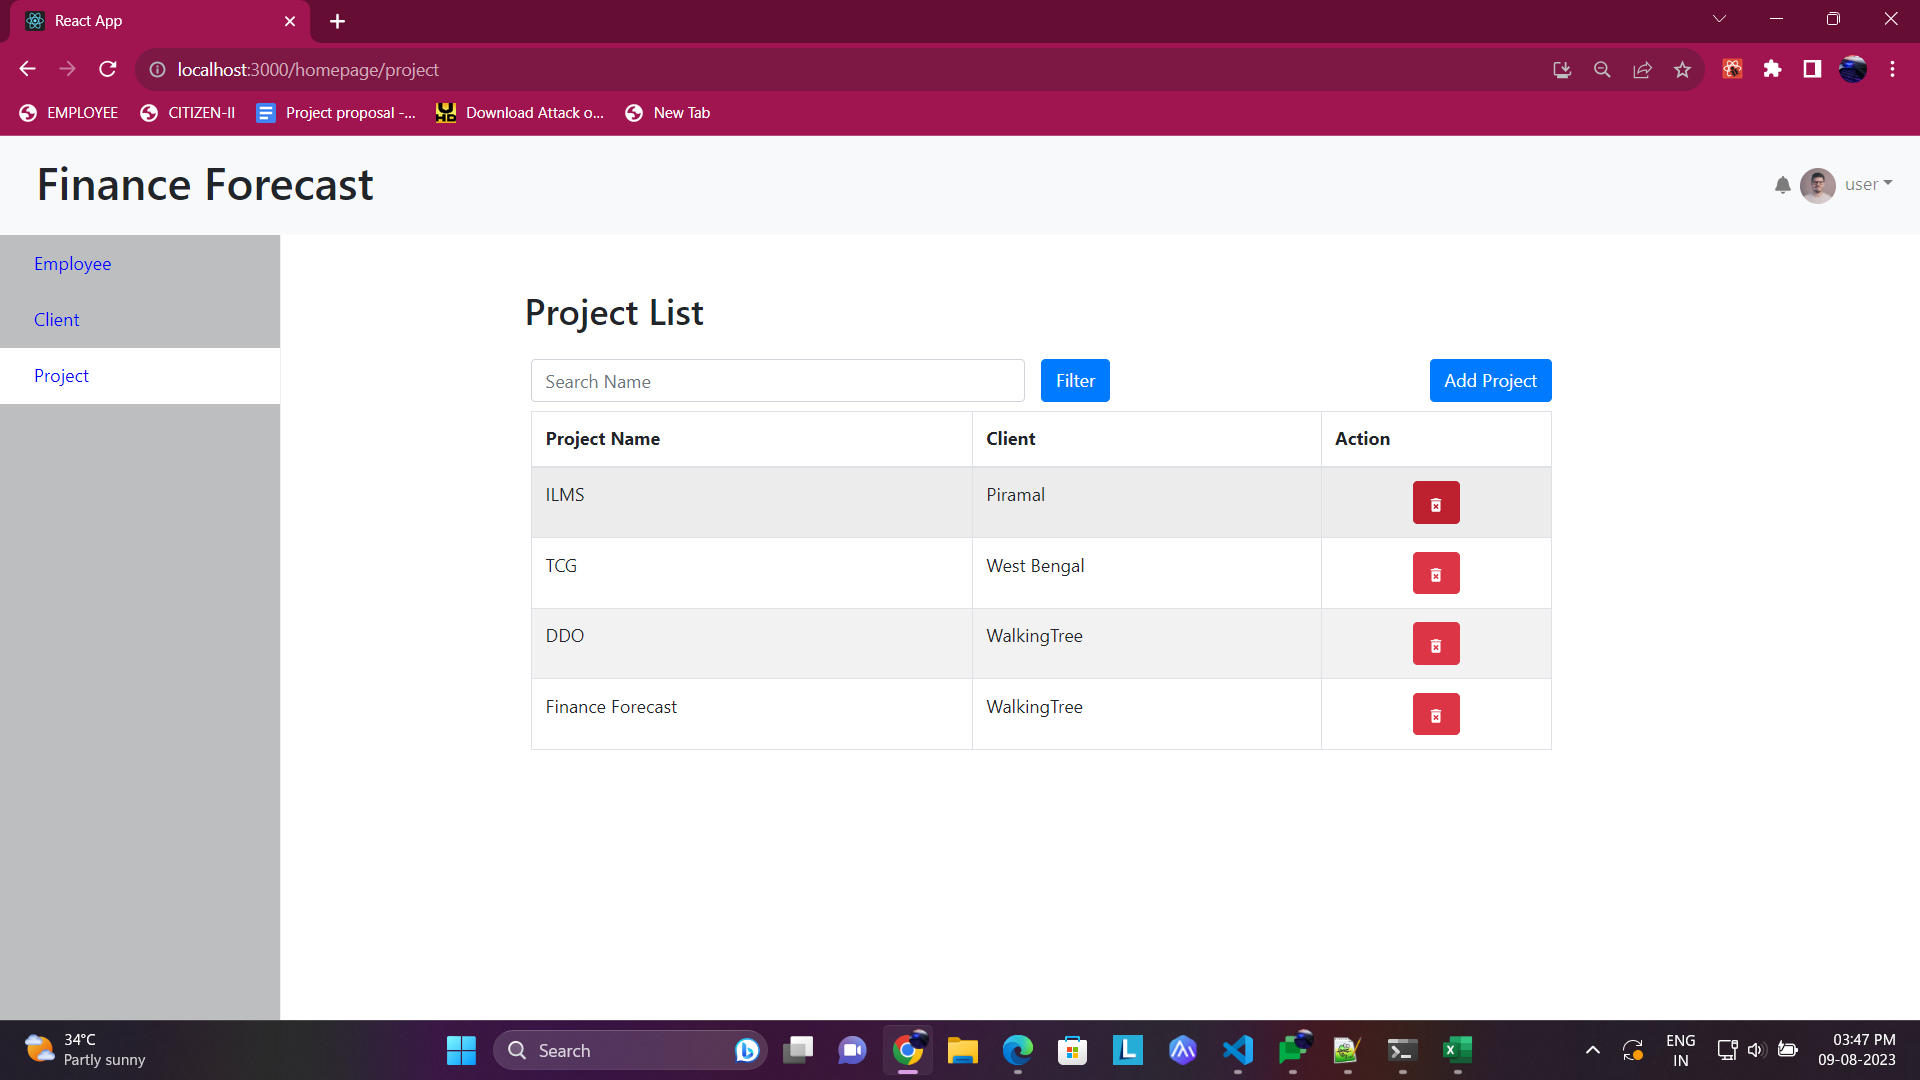 React App
localhost:3000/homepage/project
EMPLOYEE
CITIZEN-II
Project proposal -...
Download Attack o...
New Tab
Finance Forecast
user
Employee
Client
Project
Project List
Search Name
Filter
Add Project
Project Name Client Action
ILMS Piramal
TCG West Bengal
DDO WalkingTree
Finance Forecast WalkingTree
34°C
Partly sunny
Search
ENG
IN
03:47 PM
09-08-2023